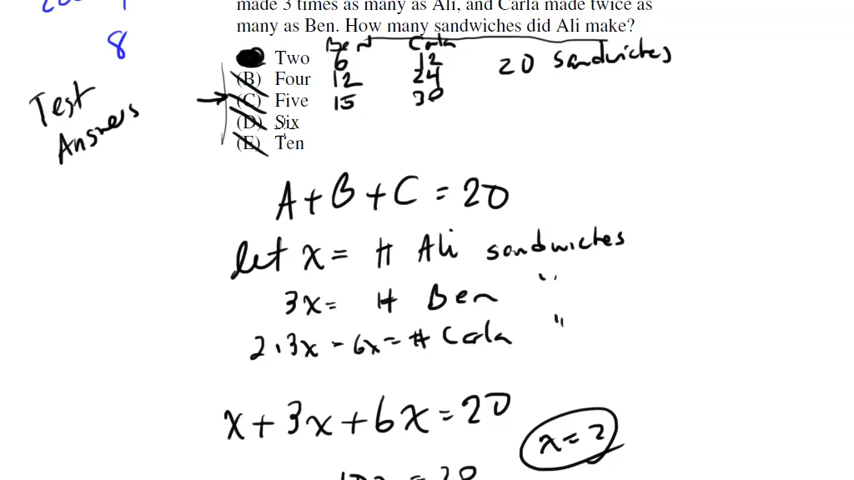 made 3 times as many as Ali, and Carla made twice as
many as Ben. How many sandwiches did Ali make?
Ben Carla
Two 6 12 20 sandwiches
(B) Four 12 24
(C) Five 15 30
(D) Six
(E) Ten
8
Test
Answers
A+B+C=20
let x = # Ali sandwiches
3x= # Ben "
2·3x = 6x = # Carla "
x+3x+6x=20
x=2